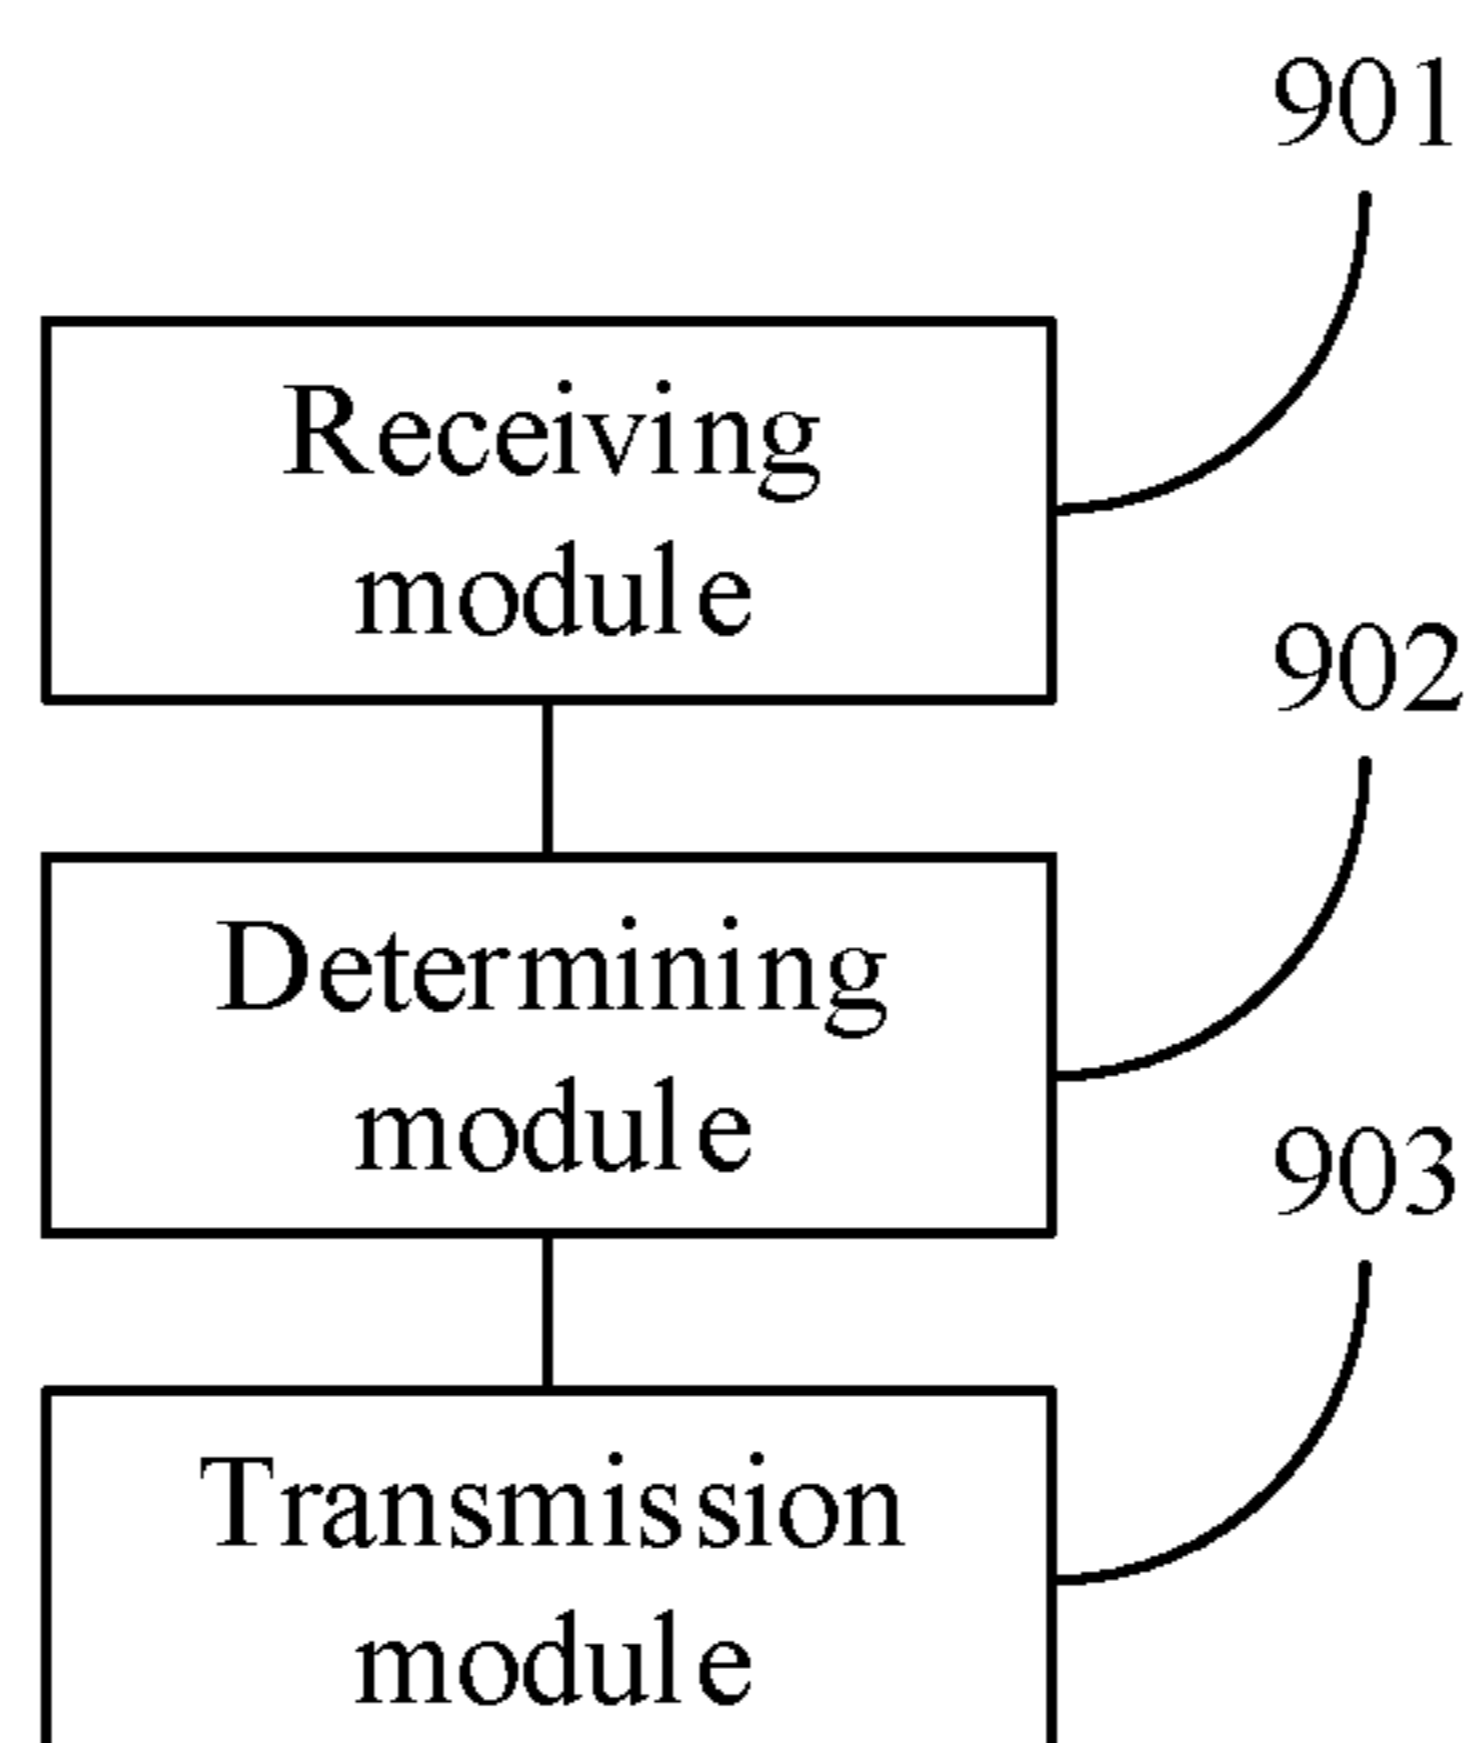 901
Receiving
module
902
Determining
module
903
Transmission
module